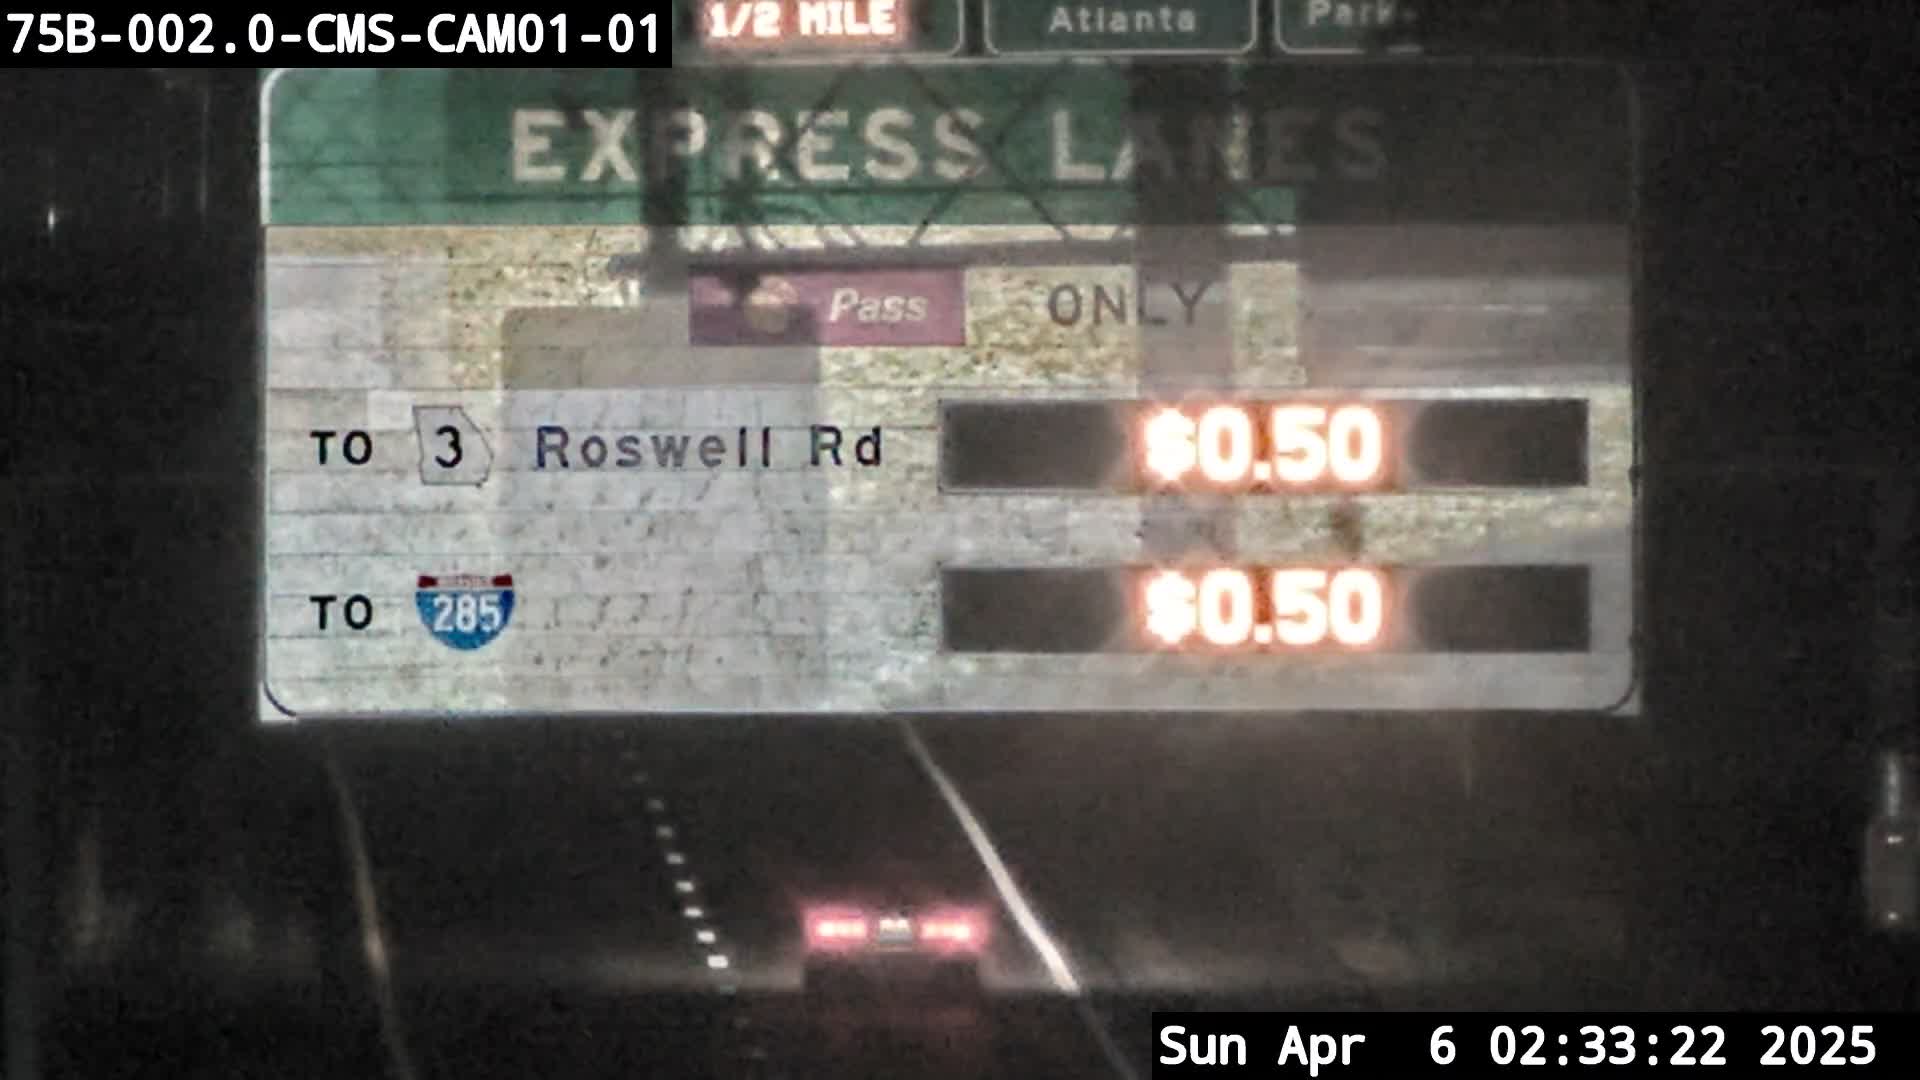 75B-002.0-CMS-CAM01-01
1/2 MILE
Atlanta
EXPRESS LANES
Pass ONLY
TO 3 Roswell Rd $0.50
TO 285 $0.50
Sun Apr 6 02:33:22 2025